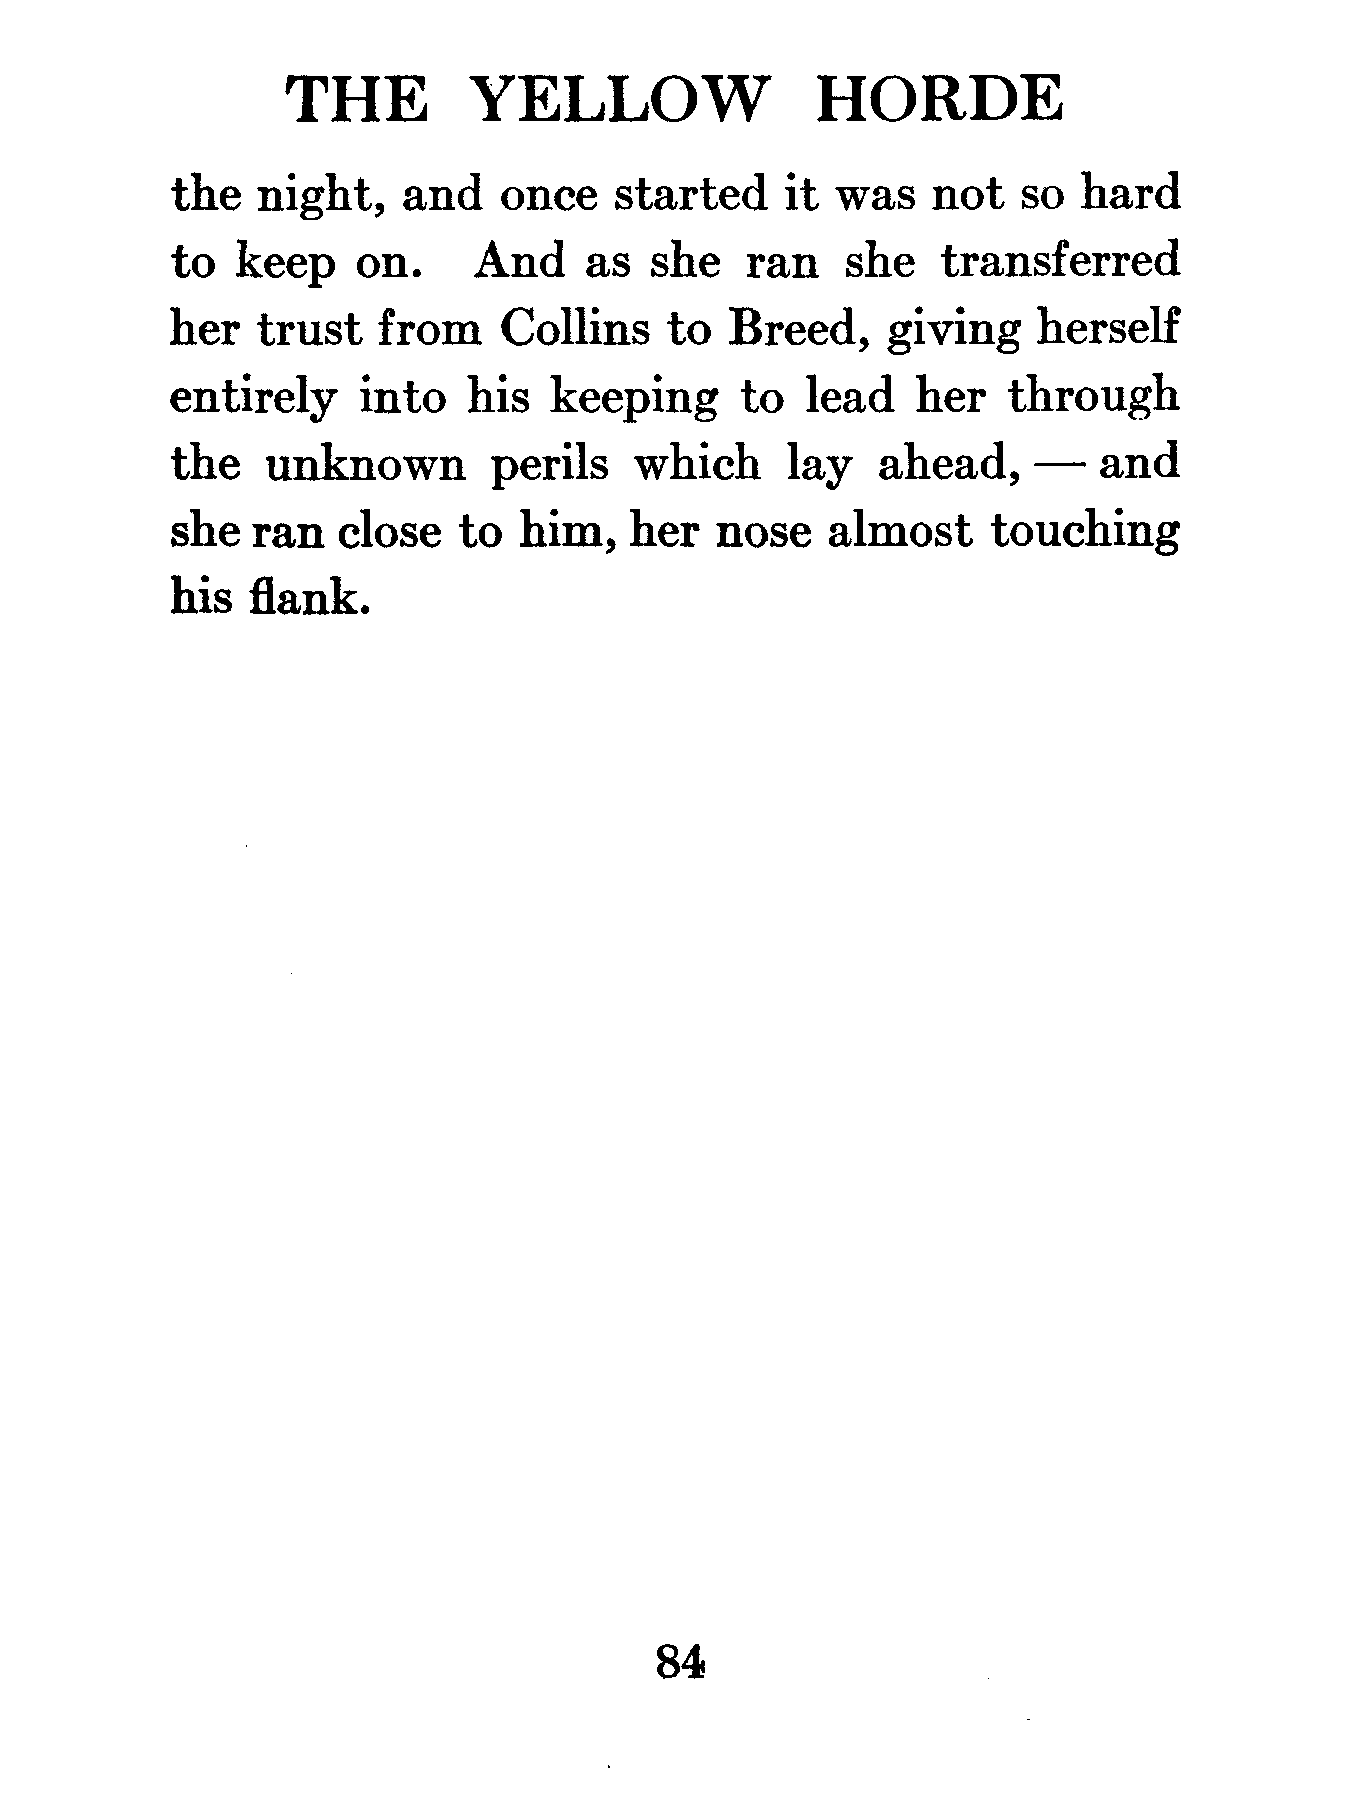 THE YELLOW HORDE
the night, and once started it was not so hard
to keep on. And as she ran she transferred
her trust from Collins to Breed, giving herself
entirely into his keeping to lead her through
the unknown perils which lay ahead, — and
she ran close to him, her nose almost touching
his flank.
84